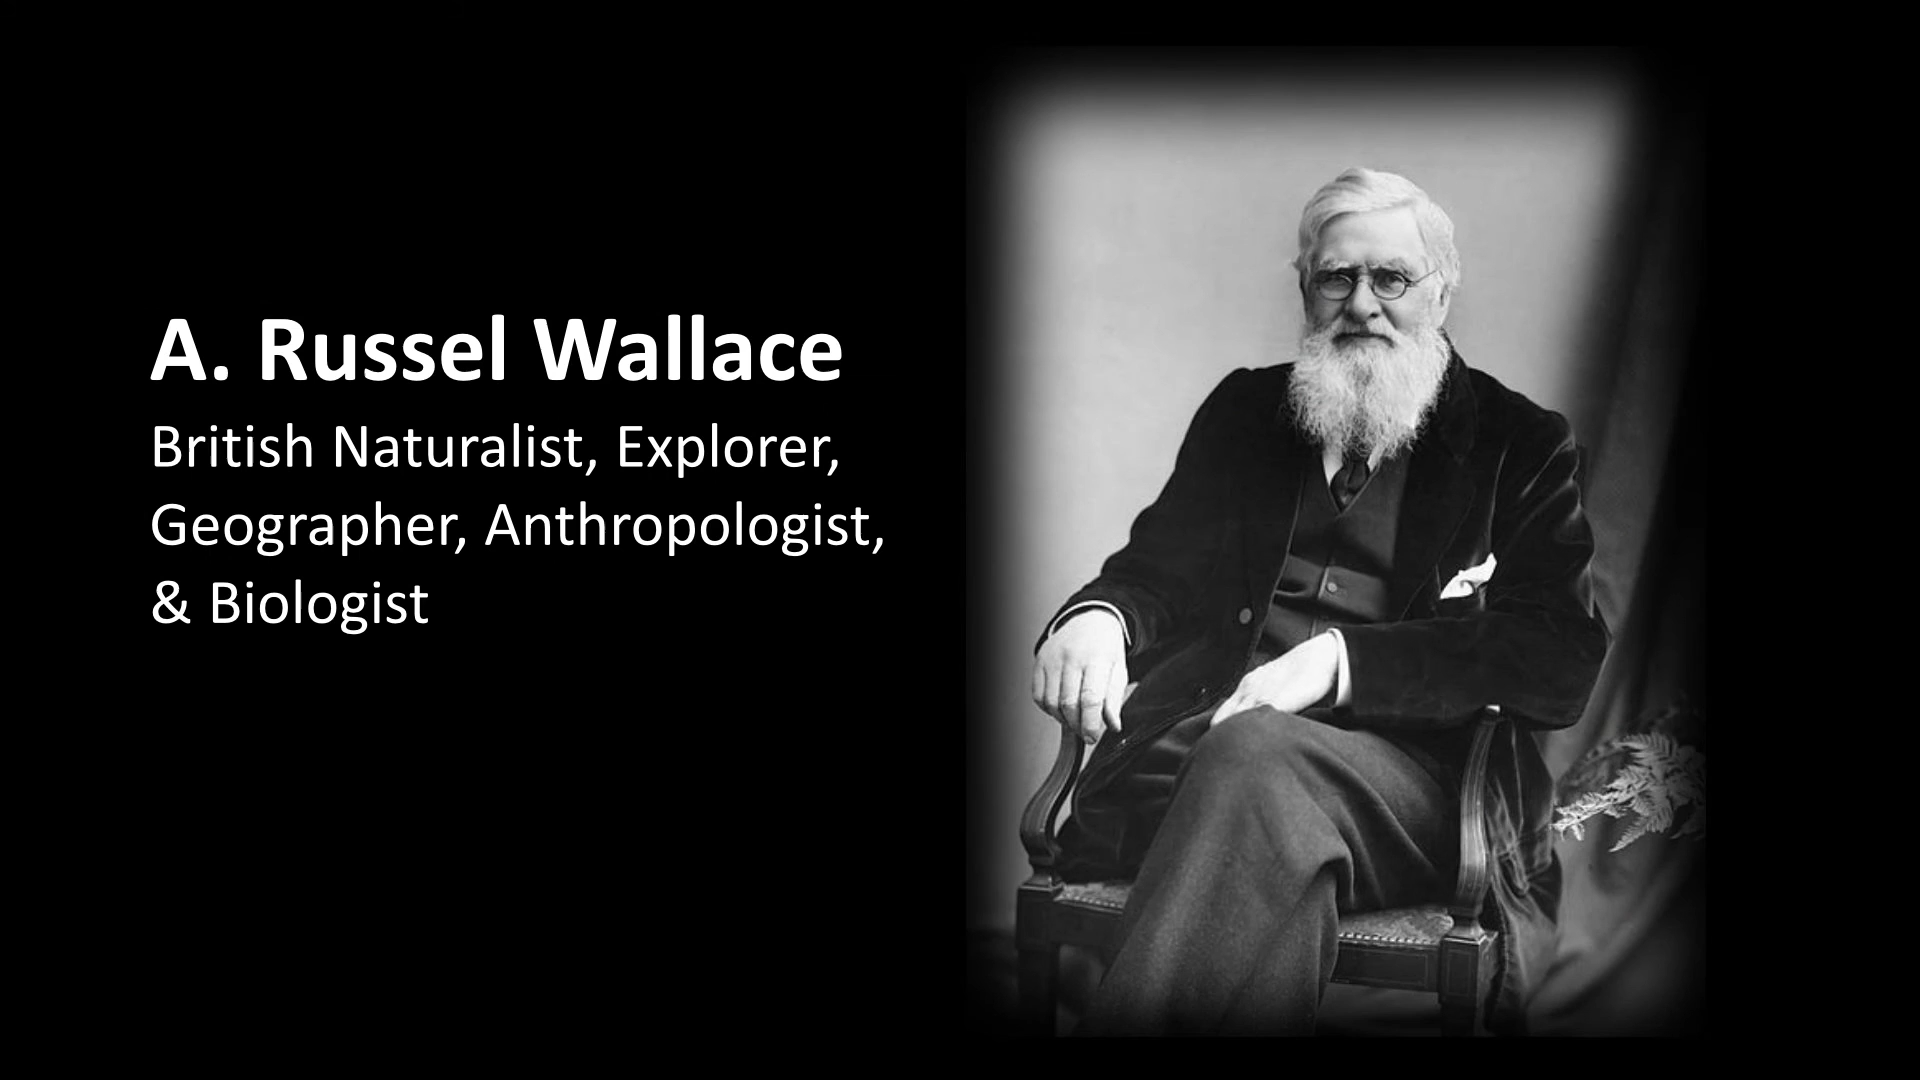 A. Russel Wallace
British Naturalist, Explorer,
Geographer, Anthropologist,
& Biologist